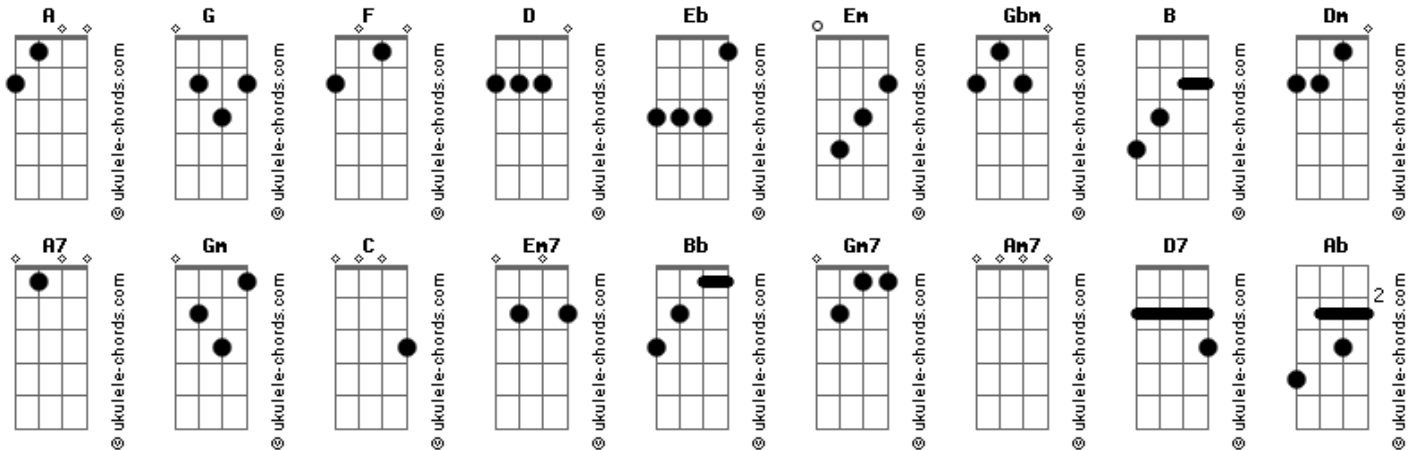 A G F D Eb Em Gbm B Dm
© ukulele-chords.com © ukulele-chords.com © ukulele-chords.com © ukulele-chords.com © ukulele-chords.com © ukulele-chords.com © ukulele-chords.com © ukulele-chords.com © ukulele-chords.com
A7 Gm C Em7 Bb Gm7 Am7 D7 Ab
2
© ukulele-chords.com © ukulele-chords.com © ukulele-chords.com © ukulele-chords.com © ukulele-chords.com © ukulele-chords.com © ukulele-chords.com © ukulele-chords.com © ukulele-chords.com